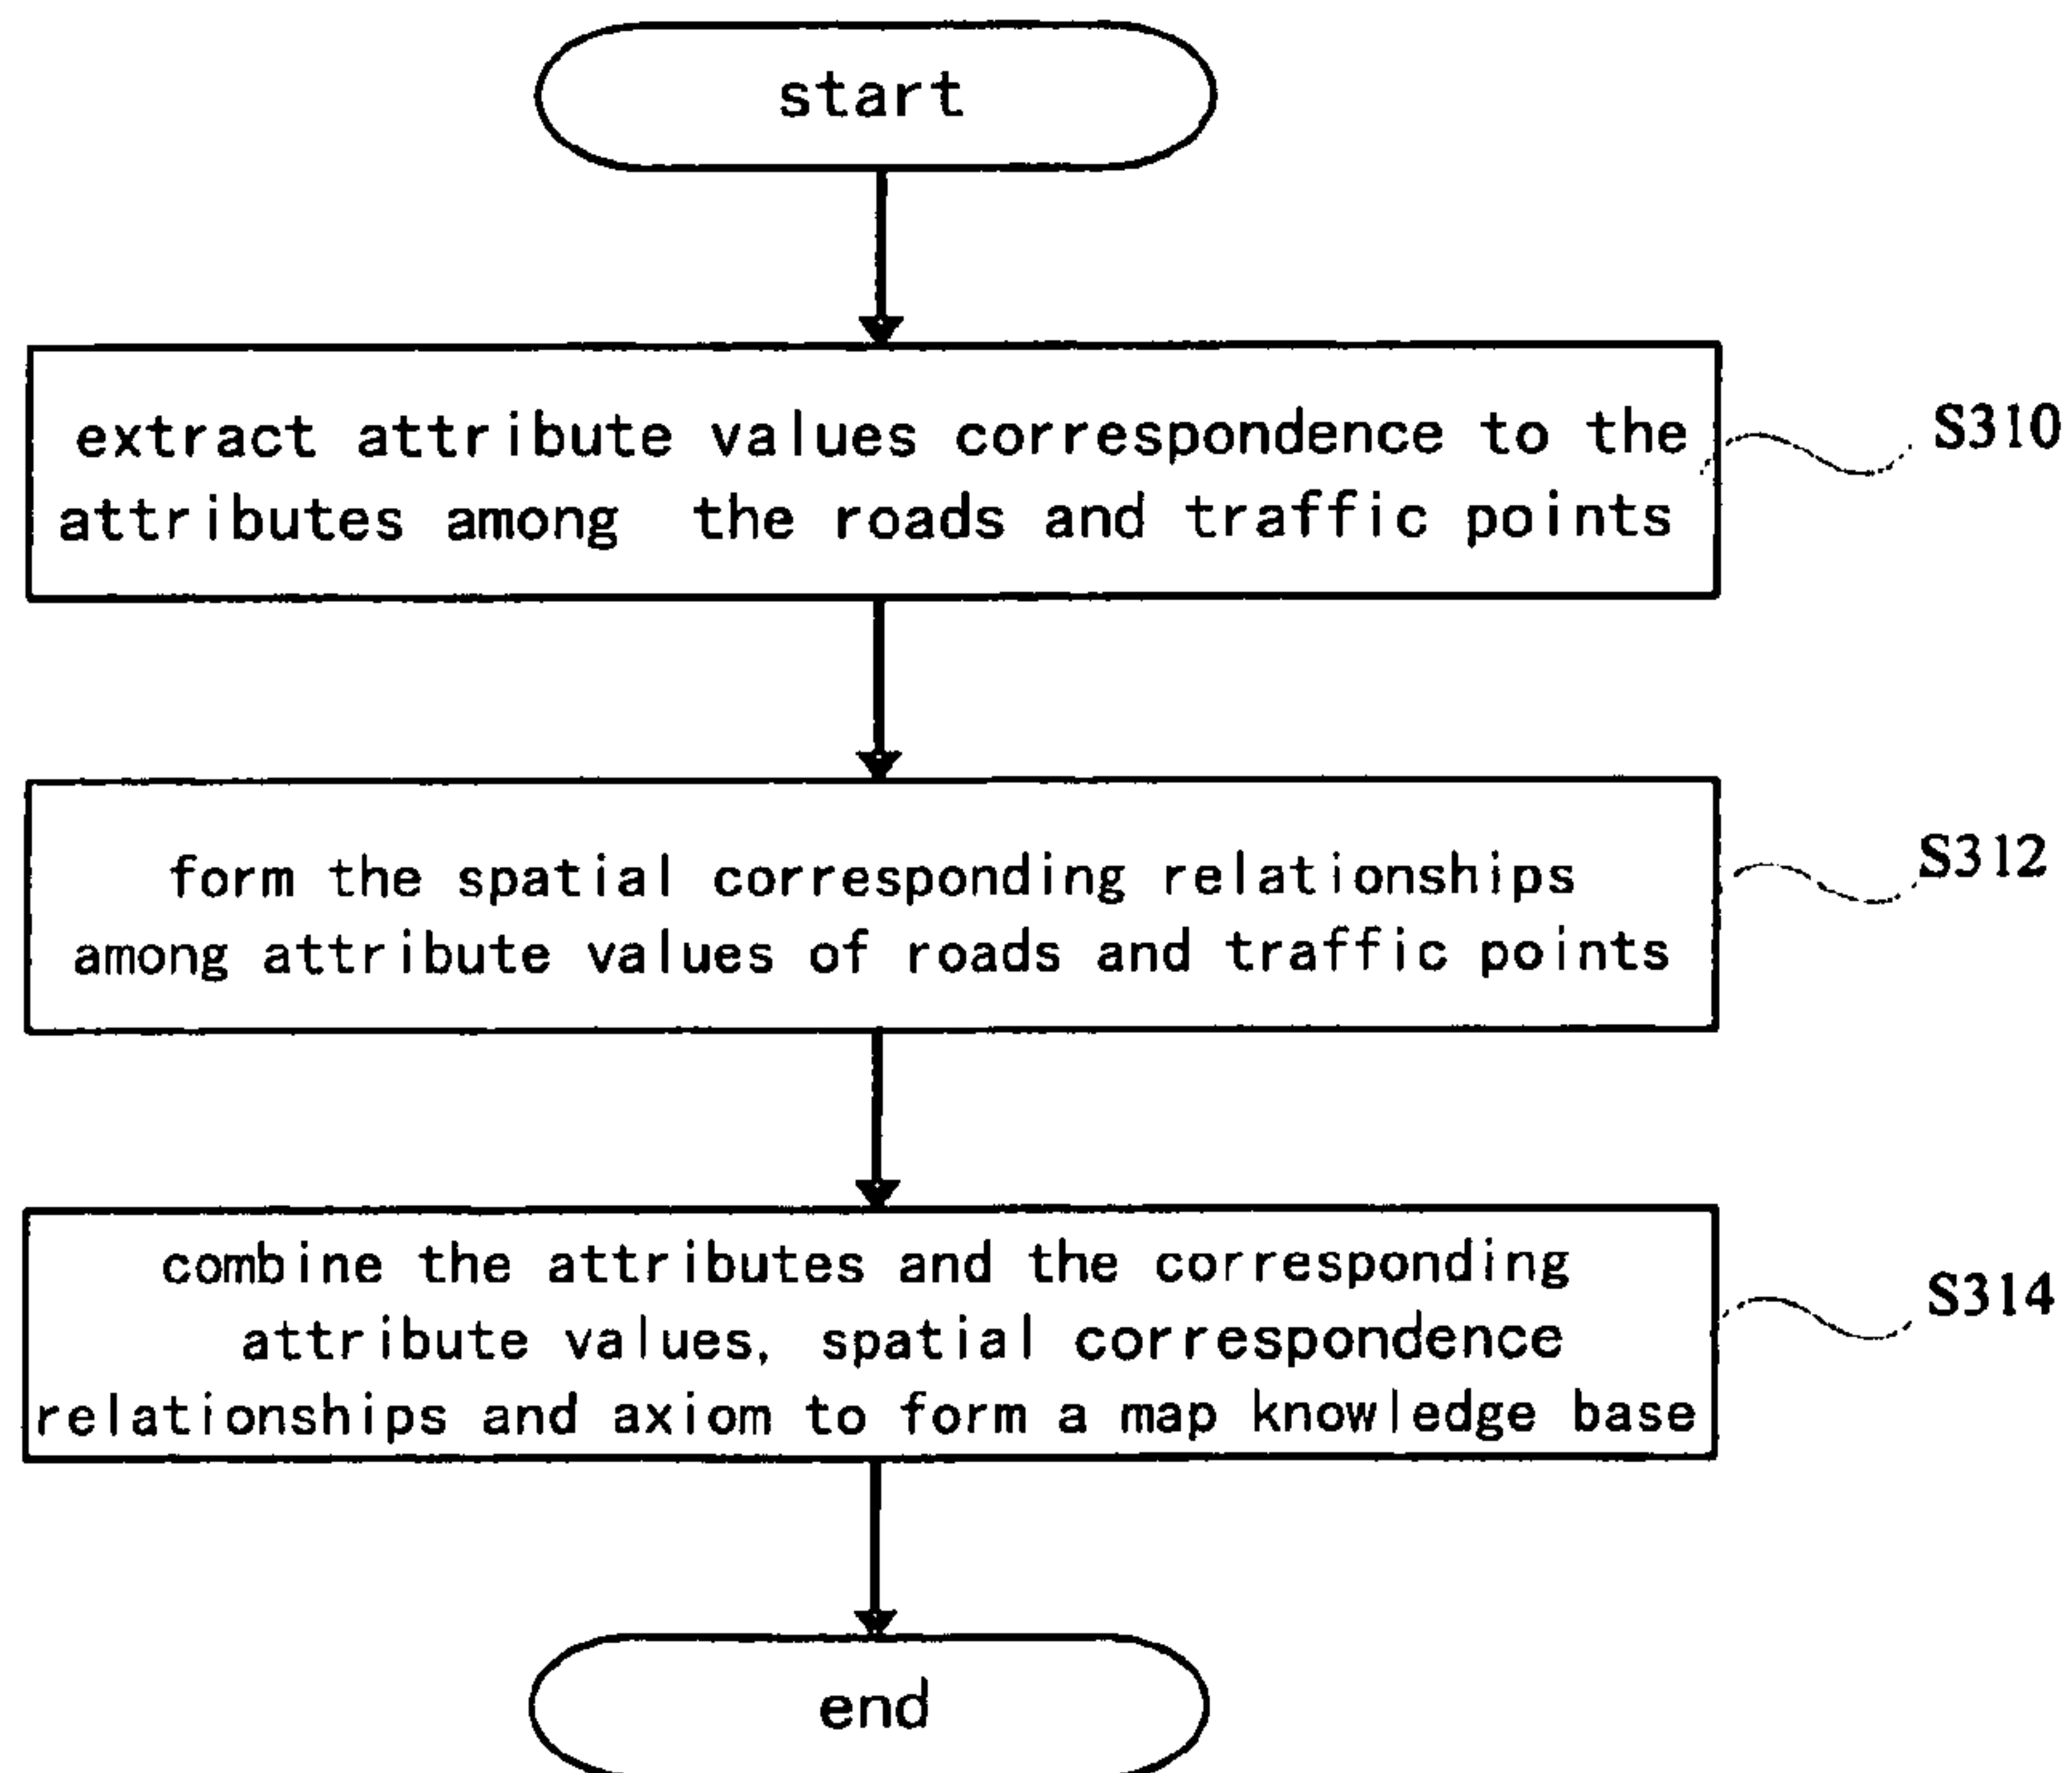 start
extract attribute values correspondence to the
attributes among the roads and traffic points
S310
form the spatial corresponding relationships
among attribute values of roads and traffic points
S312
combine the attributes and the corresponding
attribute values, spatial correspondence
relationships and axiom to form a map knowledge base
S314
end